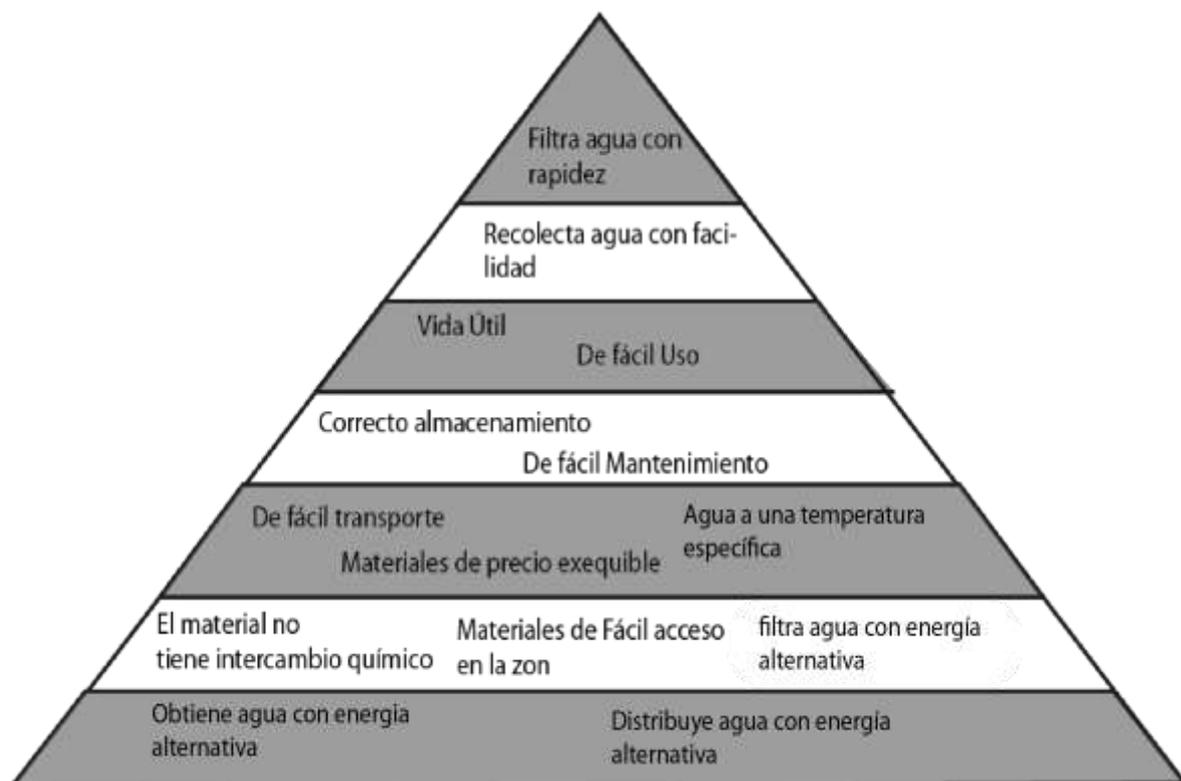 Filtra agua con
rapidez
Recolecta agua con faci-
lidad
Vida Útil
De fácil Uso
Correcto almacenamiento
De fácil Mantenimiento
De fácil transporte
Agua a una temperatura
específica
Materiales de precio exequible
El material no
tiene intercambio químico
Materiales de Fácil acceso
en la zon
filtra agua con energía
alternativa
Obtiene agua con energia
alternativa
Distribuye agua con energía
alternativa